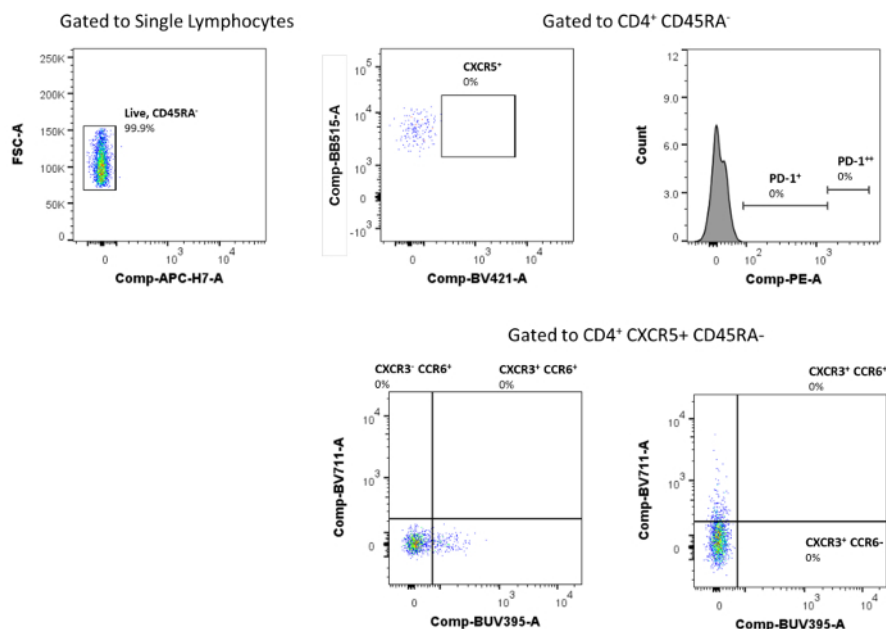 Gated to Single Lymphocytes
Gated to CD4⁺ CD45RA⁻
250K
200K
150K
100K
50K
0
FSC-A
Live, CD45RA⁻
99.9%
0
10³
10⁴
Comp-APC-H7-A
10⁵
10⁴
10³
0
-10³
Comp-BB515-A
CXCR5⁺
0%
0
10³
10⁴
Comp-BV421-A
12
9.0
6.0
3.0
0
Count
PD-1⁺
0%
PD-1⁺⁺
0%
0
10²
10³
Comp-PE-A
Gated to CD4⁺ CXCR5+ CD45RA-
CXCR3⁻ CCR6⁺
0%
CXCR3⁺ CCR6⁺
0%
10⁴
10³
0
Comp-BV711-A
0
10³
10⁴
Comp-BUV395-A
CXCR3⁺ CCR6⁺
0%
10⁴
10³
0
Comp-BV711-A
CXCR3⁺ CCR6-
0%
0
10³
10⁴
Comp-BUV395-A